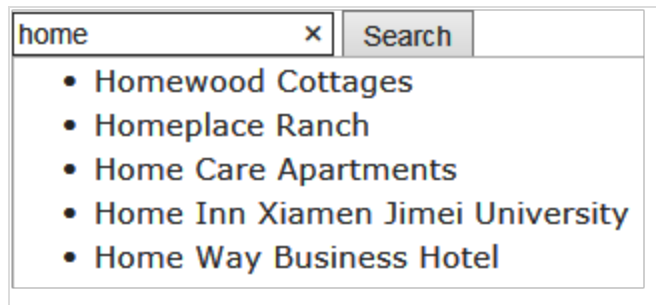 home × Search
• Homewood Cottages
• Homeplace Ranch
• Home Care Apartments
• Home Inn Xiamen Jimei University
• Home Way Business Hotel